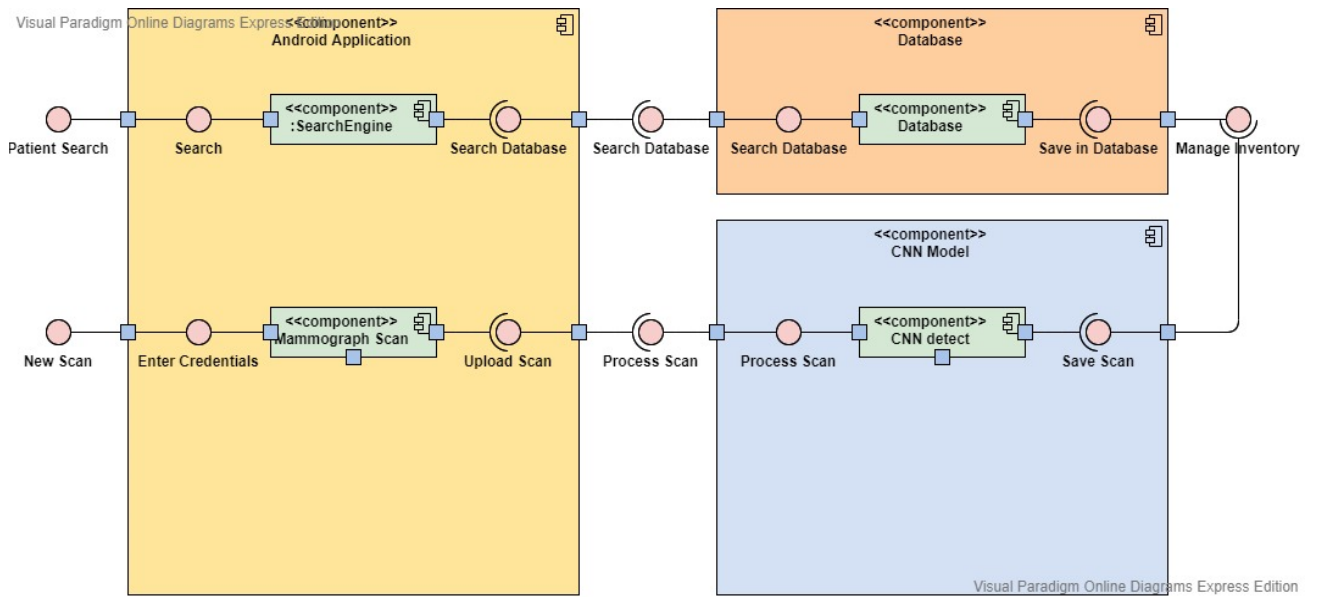 Visual Paradigm Online Diagrams Express Edition
<<component>>
Android Application
<<component>>
Database
<<component>>
:SearchEngine
<<component>>
Database
Patient Search
Search
Search Database
Search Database
Search Database
Save in Database
Manage Inventory
<<component>>
CNN Model
<<component>>
Mammograph Scan
<<component>>
CNN detect
New Scan
Enter Credentials
Upload Scan
Process Scan
Process Scan
Save Scan
Visual Paradigm Online Diagrams Express Edition